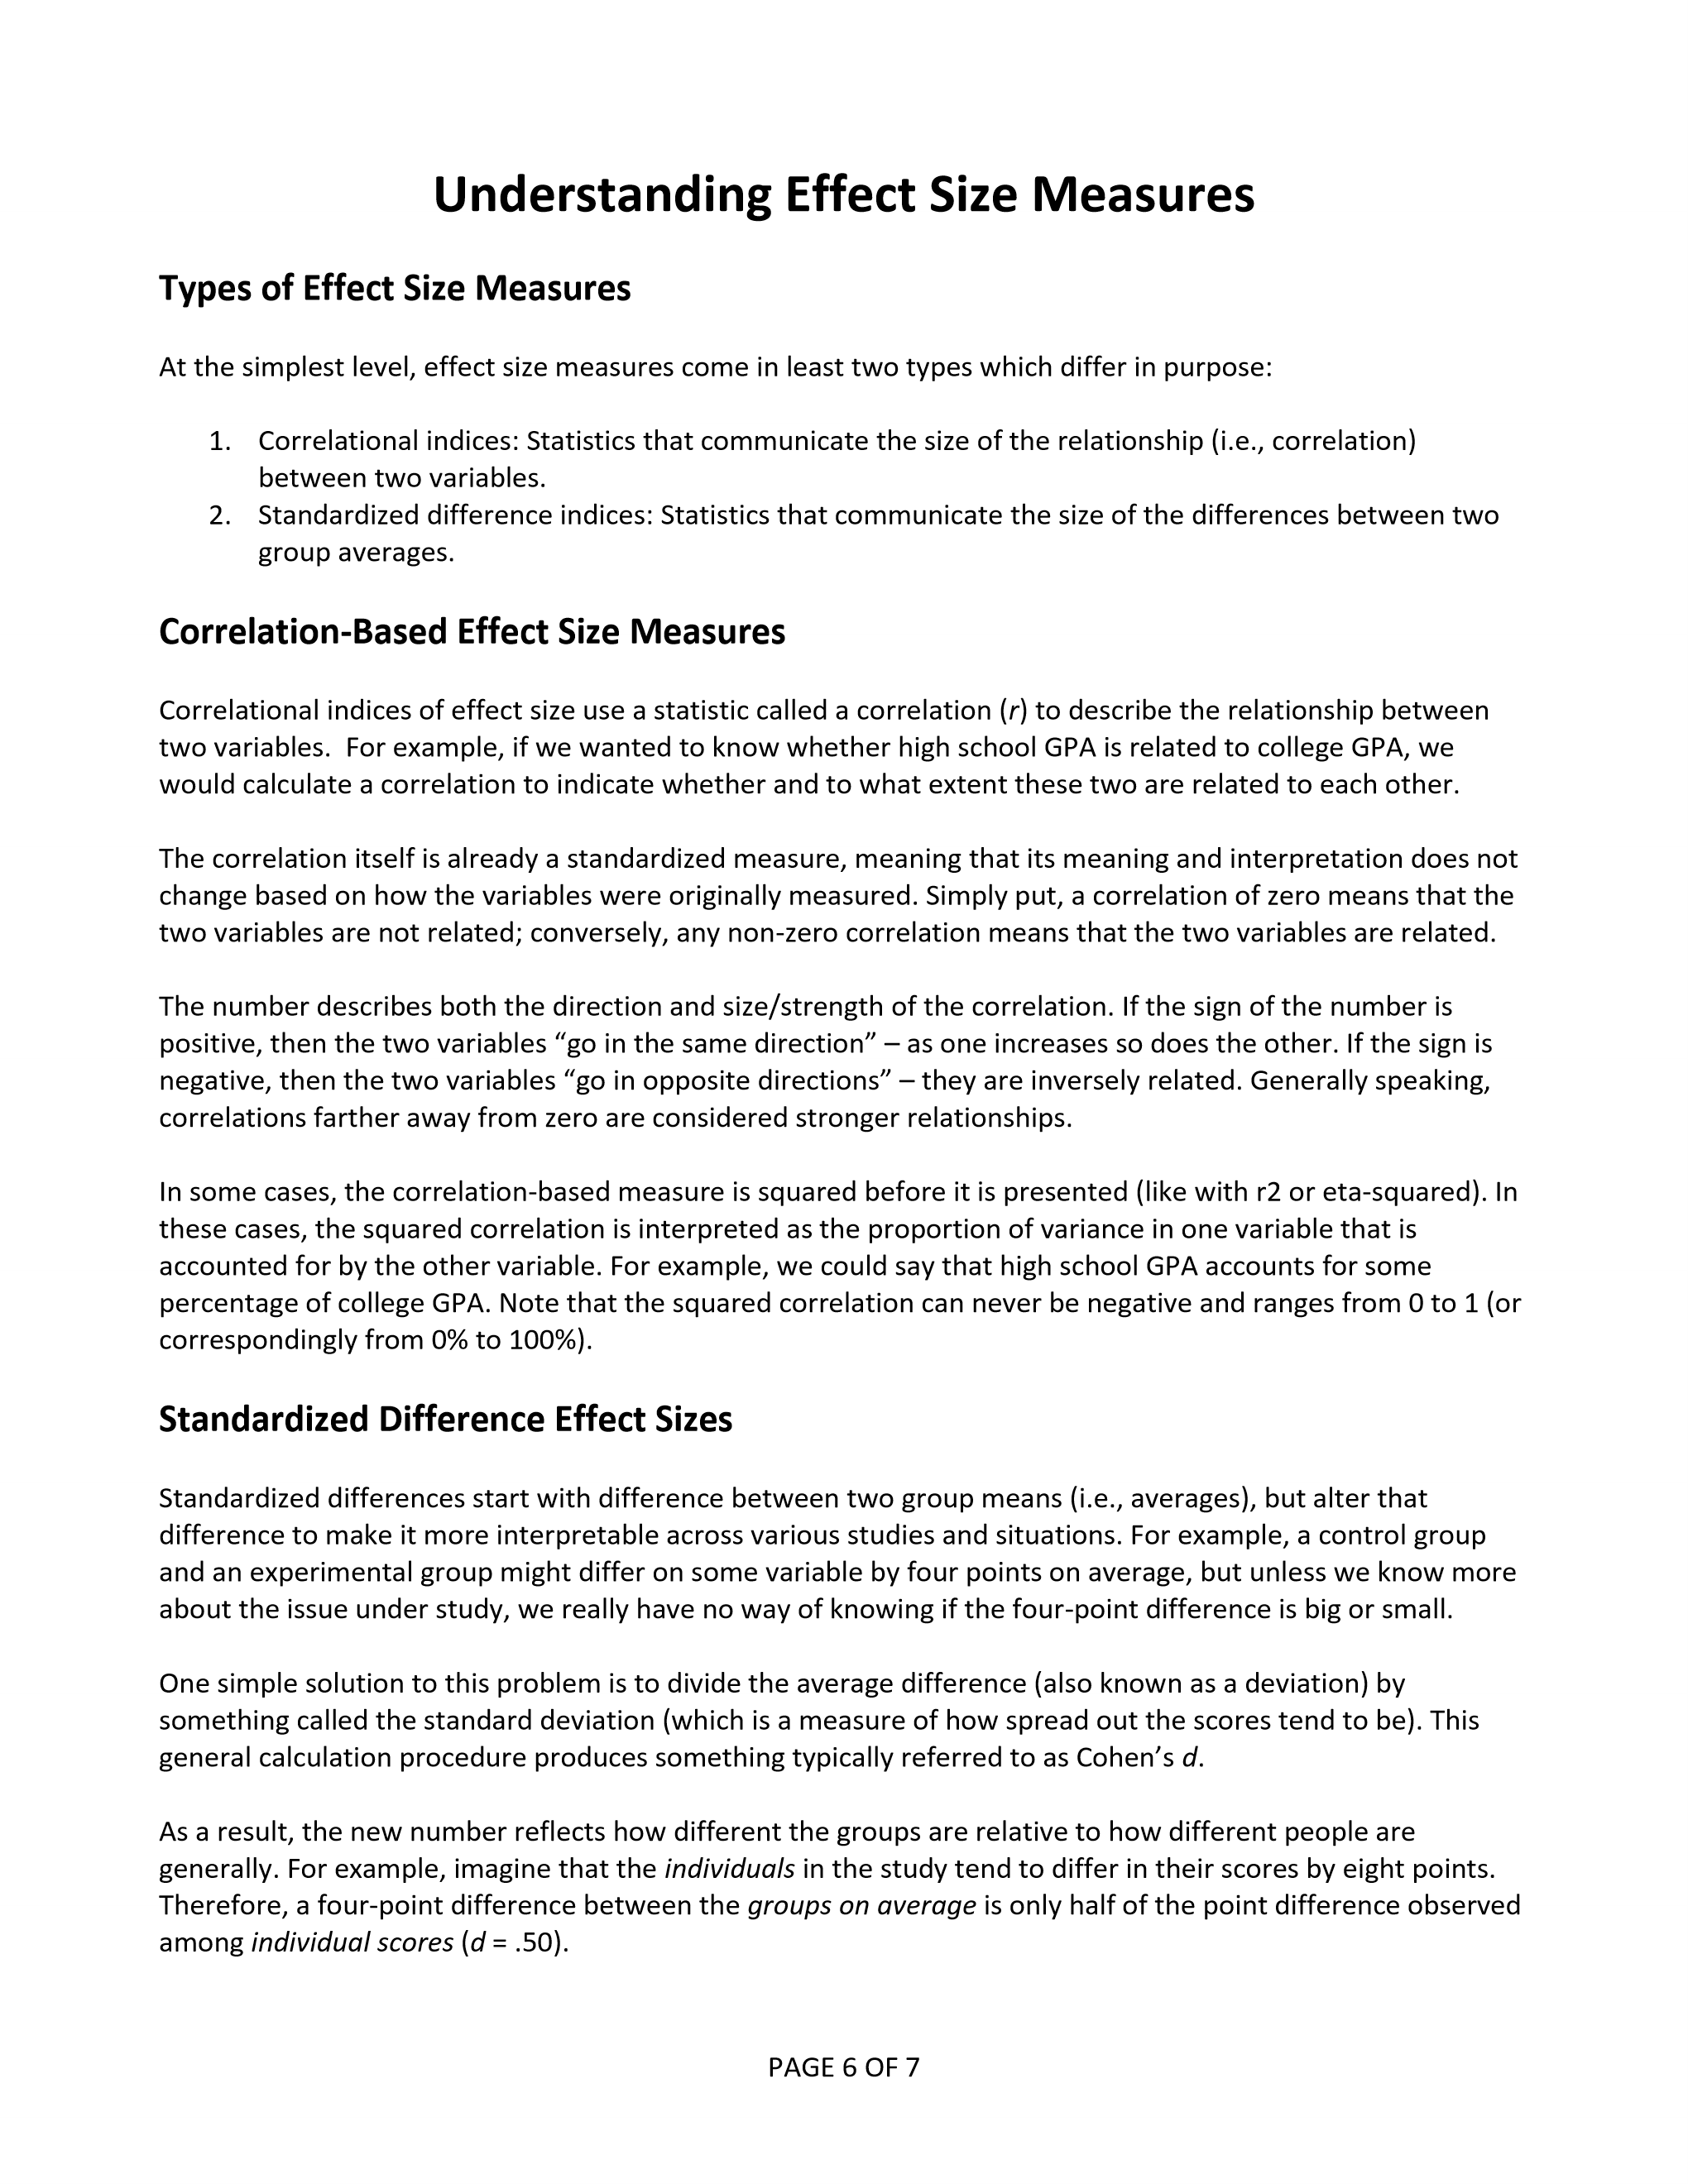 Understanding Effect Size Measures
Types of Effect Size Measures
At the simplest level, effect size measures come in least two types which differ in purpose:
1. Correlational indices: Statistics that communicate the size of the relationship (i.e., correlation)
between two variables.
2. Standardized difference indices: Statistics that communicate the size of the differences between two
group averages.
Correlation-Based Effect Size Measures
Correlational indices of effect size use a statistic called a correlation (r) to describe the relationship between
two variables.  For example, if we wanted to know whether high school GPA is related to college GPA, we
would calculate a correlation to indicate whether and to what extent these two are related to each other.
The correlation itself is already a standardized measure, meaning that its meaning and interpretation does not
change based on how the variables were originally measured. Simply put, a correlation of zero means that the
two variables are not related; conversely, any non-zero correlation means that the two variables are related.
The number describes both the direction and size/strength of the correlation. If the sign of the number is
positive, then the two variables “go in the same direction” – as one increases so does the other. If the sign is
negative, then the two variables “go in opposite directions” – they are inversely related. Generally speaking,
correlations farther away from zero are considered stronger relationships.
In some cases, the correlation-based measure is squared before it is presented (like with r2 or eta-squared). In
these cases, the squared correlation is interpreted as the proportion of variance in one variable that is
accounted for by the other variable. For example, we could say that high school GPA accounts for some
percentage of college GPA. Note that the squared correlation can never be negative and ranges from 0 to 1 (or
correspondingly from 0% to 100%).
Standardized Difference Effect Sizes
Standardized differences start with difference between two group means (i.e., averages), but alter that
difference to make it more interpretable across various studies and situations. For example, a control group
and an experimental group might differ on some variable by four points on average, but unless we know more
about the issue under study, we really have no way of knowing if the four-point difference is big or small.
One simple solution to this problem is to divide the average difference (also known as a deviation) by
something called the standard deviation (which is a measure of how spread out the scores tend to be). This
general calculation procedure produces something typically referred to as Cohen’s d.
As a result, the new number reflects how different the groups are relative to how different people are
generally. For example, imagine that the individuals in the study tend to differ in their scores by eight points.
Therefore, a four-point difference between the groups on average is only half of the point difference observed
among individual scores (d = .50).
PAGE 6 OF 7